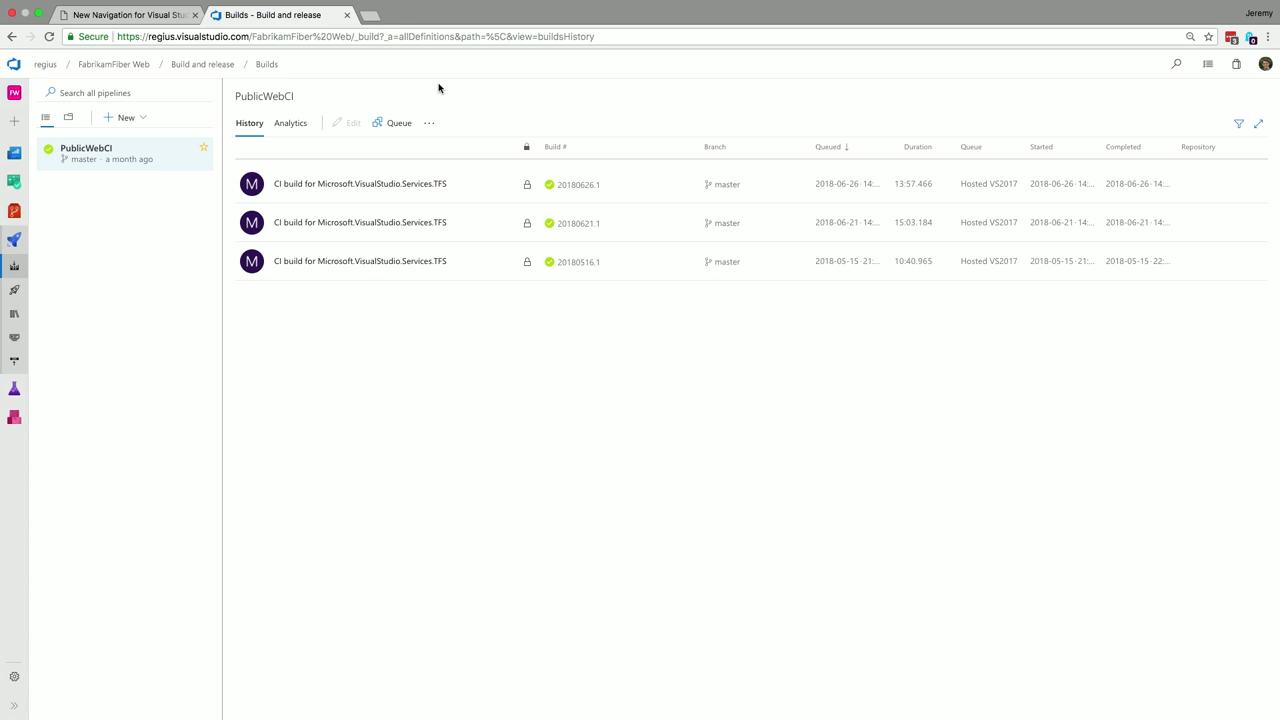 New Navigation for Visual Stu
Builds - Build and release
Jeremy
Secure
https://regius.visualstudio.com/FabrikamFiber%20Web/_build?_a=allDefinitions&path=%5C&view=buildsHistory
regius / FabrikamFiber Web / Build and release / Builds
FW
Search all pipelines
New
PublicWebCI
master · a month ago
PublicWebCI
History Analytics Edit Queue ···
Build # Branch Queued ↓ Duration Queue Started Completed Repository
M CI build for Microsoft.VisualStudio.Services.TFS 20180626.1 master 2018-06-26 · 14:... 13:57.466 Hosted VS2017 2018-06-26 · 14:... 2018-06-26 · 14:...
M CI build for Microsoft.VisualStudio.Services.TFS 20180621.1 master 2018-06-21 · 14:... 15:03.184 Hosted VS2017 2018-06-21 · 14:... 2018-06-21 · 14:...
M CI build for Microsoft.VisualStudio.Services.TFS 20180516.1 master 2018-05-15 · 21:... 10:40.965 Hosted VS2017 2018-05-15 · 21:... 2018-05-15 · 22:...